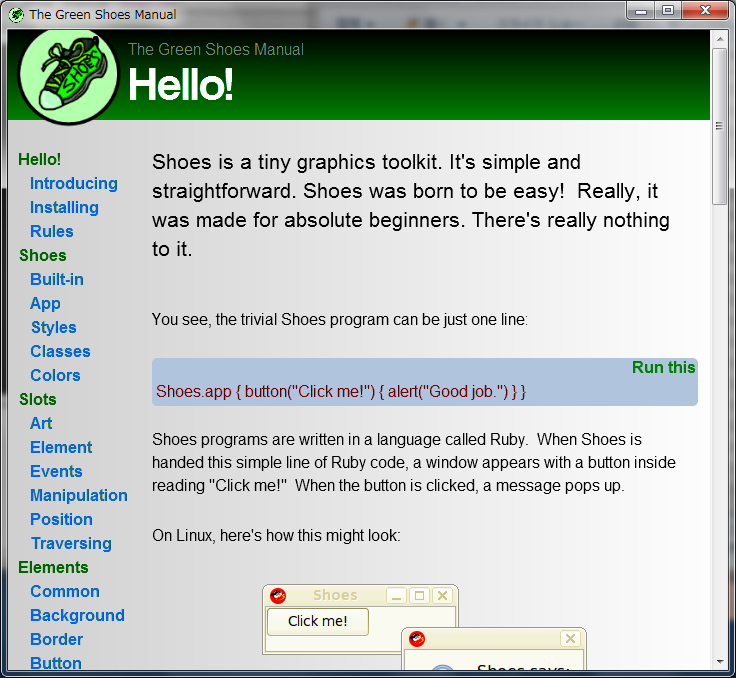 The Green Shoes Manual
The Green Shoes Manual
Hello!
SHOES
Hello!
Introducing
Installing
Rules
Shoes
Built-in
App
Styles
Classes
Colors
Slots
Art
Element
Events
Manipulation
Position
Traversing
Elements
Common
Background
Border
Button
Shoes is a tiny graphics toolkit. It's simple and
straightforward. Shoes was born to be easy!  Really, it
was made for absolute beginners. There's really nothing
to it.
You see, the trivial Shoes program can be just one line:
Run this
Shoes.app { button("Click me!") { alert("Good job.") } }
Shoes programs are written in a language called Ruby.  When Shoes is
handed this simple line of Ruby code, a window appears with a button inside
reading "Click me!"  When the button is clicked, a message pops up.
On Linux, here's how this might look:
Shoes
Click me!
Shoes says: